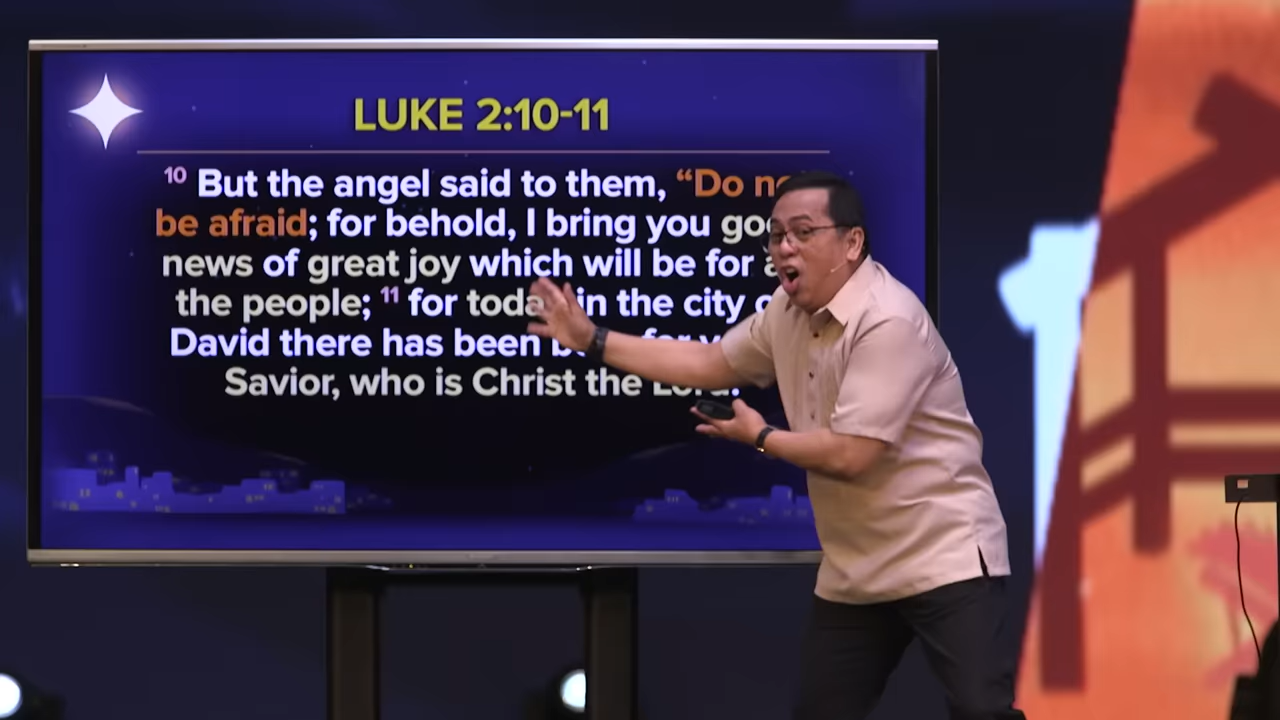 LUKE 2:10-11
10 But the angel said to them, “Do
be afraid; for behold, I bring you
news of great joy which will be for
the people; 11 for in the city
David there has been
Savior, who is Christ the